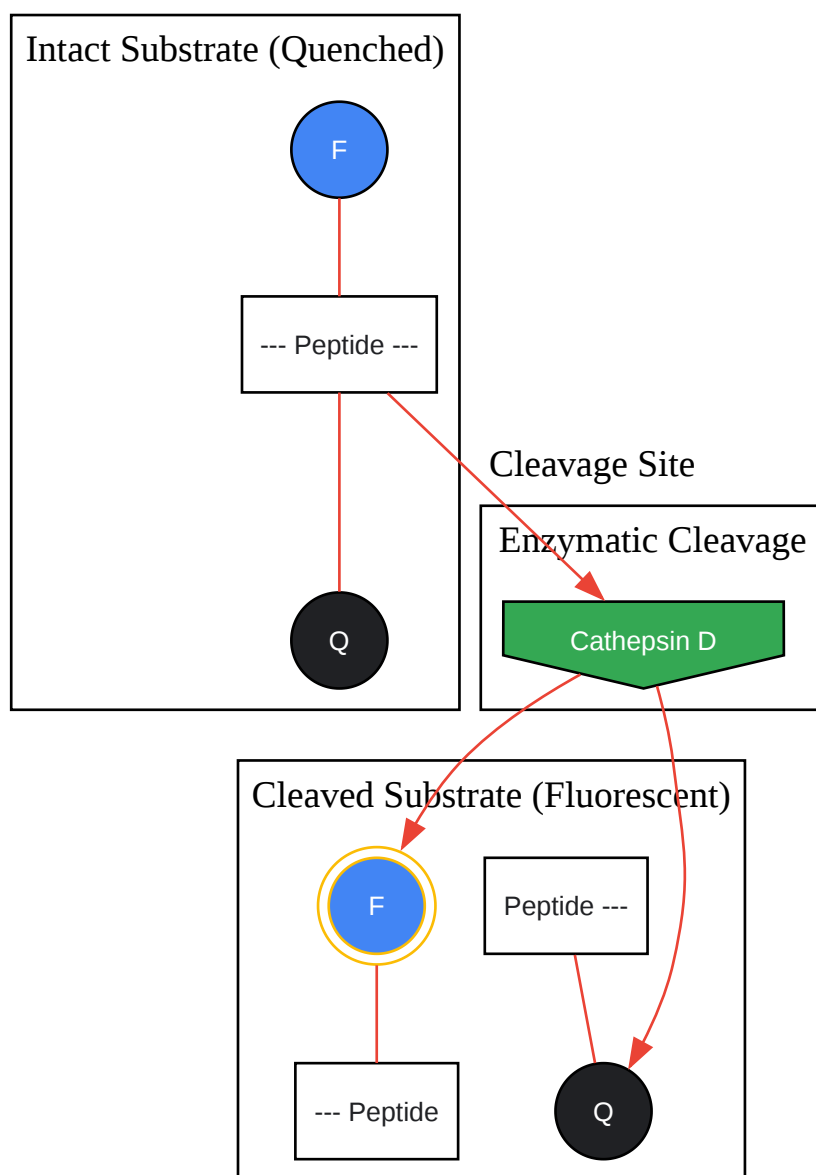 Intact Substrate (Quenched)
F
--- Peptide ---
Cleavage Site
Enzymatic Cleavage
Q
Cathepsin D
Cleaved Substrate (Fluorescent)
F
Peptide ---
--- Peptide
Q